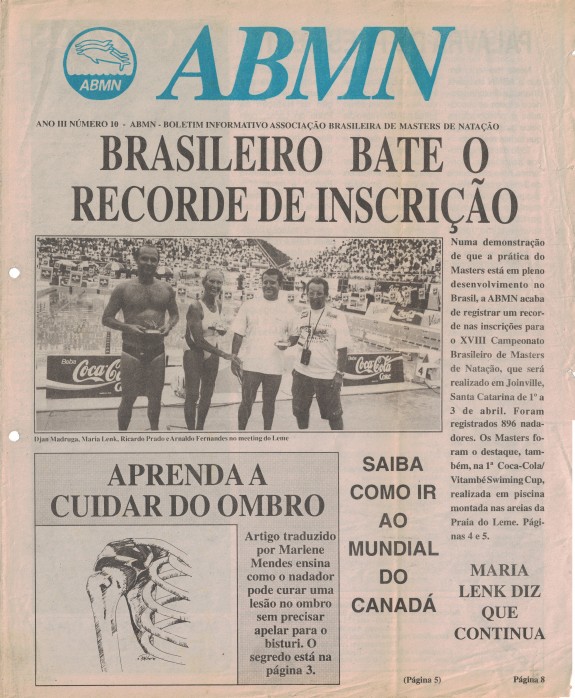 ABMN
ABMN
ANO III NÚMERO 10 - ABMN - BOLETIM INFORMATIVO ASSOCIAÇÃO BRASILEIRA DE MASTERS DE NATAÇÃO
BRASILEIRO BATE O
RECORDE DE INSCRIÇÃO
Beba
Coca-Cola
Coca-Cola
Djan Madruga, Maria Lenk, Ricardo Prado e Arnaldo Fernandes no meeting do Leme
Numa demonstração
de que a prática do
Masters está em pleno
desenvolvimento no
Brasil, a ABMN acaba
de registrar um recor-
de nas inscrições para
o XVIII Campeonato
Brasileiro de Masters
de Natação, que será
realizado em Joinville,
Santa Catarina de 1º a
3 de abril. Foram
registrados 896 nada-
dores. Os Masters fo-
ram o destaque, tam-
bém, na 1ª Coca-Cola/
Vitambé Swiming Cup,
realizada em piscina
montada nas areias da
Praia do Leme. Pági-
nas 4 e 5.
APRENDA A
CUIDAR DO OMBRO
Artigo traduzido
por Marlene
Mendes ensina
como o nadador
pode curar uma
lesão no ombro
sem precisar
apelar para o
bisturi. O
segredo está na
página 3.
SAIBA
COMO IR
AO
MUNDIAL
DO
CANADÁ
(Página 5)
MARIA
LENK DIZ
QUE
CONTINUA
Página 8